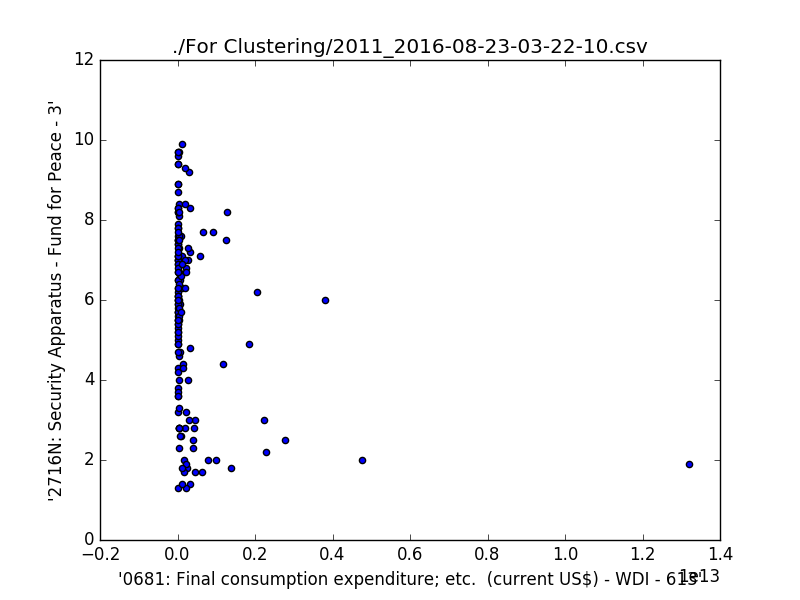 ./For Clustering/2011_2016-08-23-03-22-10.csv
12
10
8
6
4
2
0
'2716N: Security Apparatus - Fund for Peace - 3'
−0.2 0.0 0.2 0.4 0.6 0.8 1.0 1.2 1.4
1e13
'0681: Final consumption expenditure; etc.  (current US$) - WDI - 613'